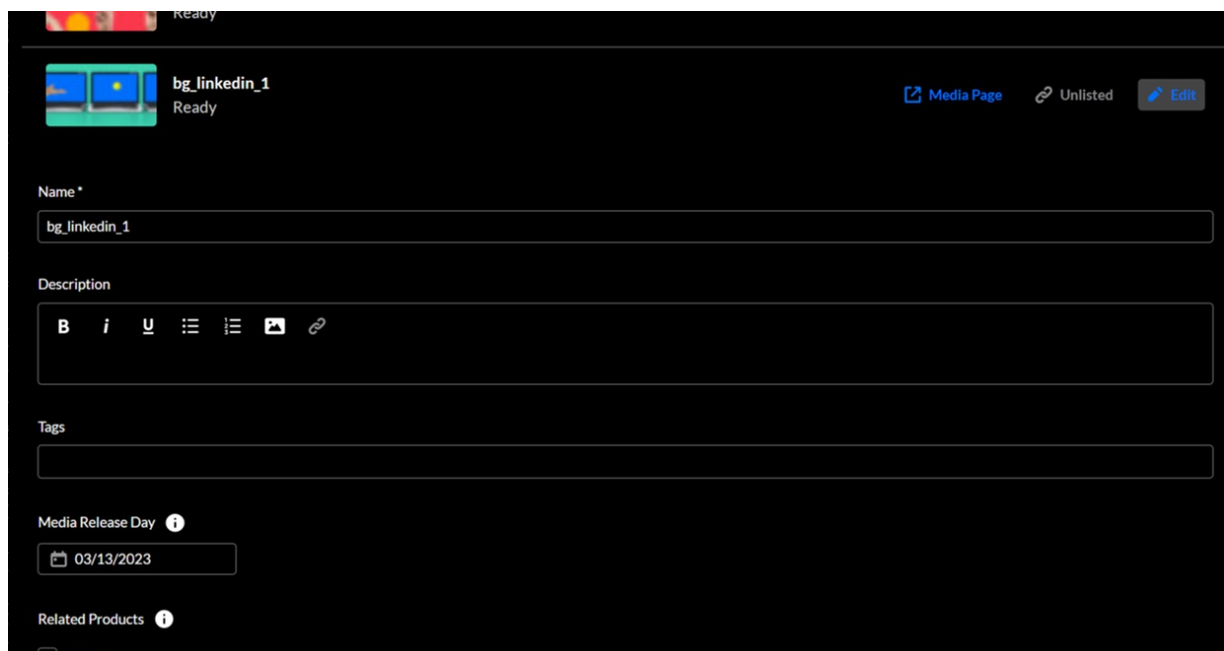 Ready
bg_linkedin_1
Ready
Media Page
Unlisted
Edit
Name *
bg_linkedin_1
Description
B i U
Tags
Media Release Day
03/13/2023
Related Products